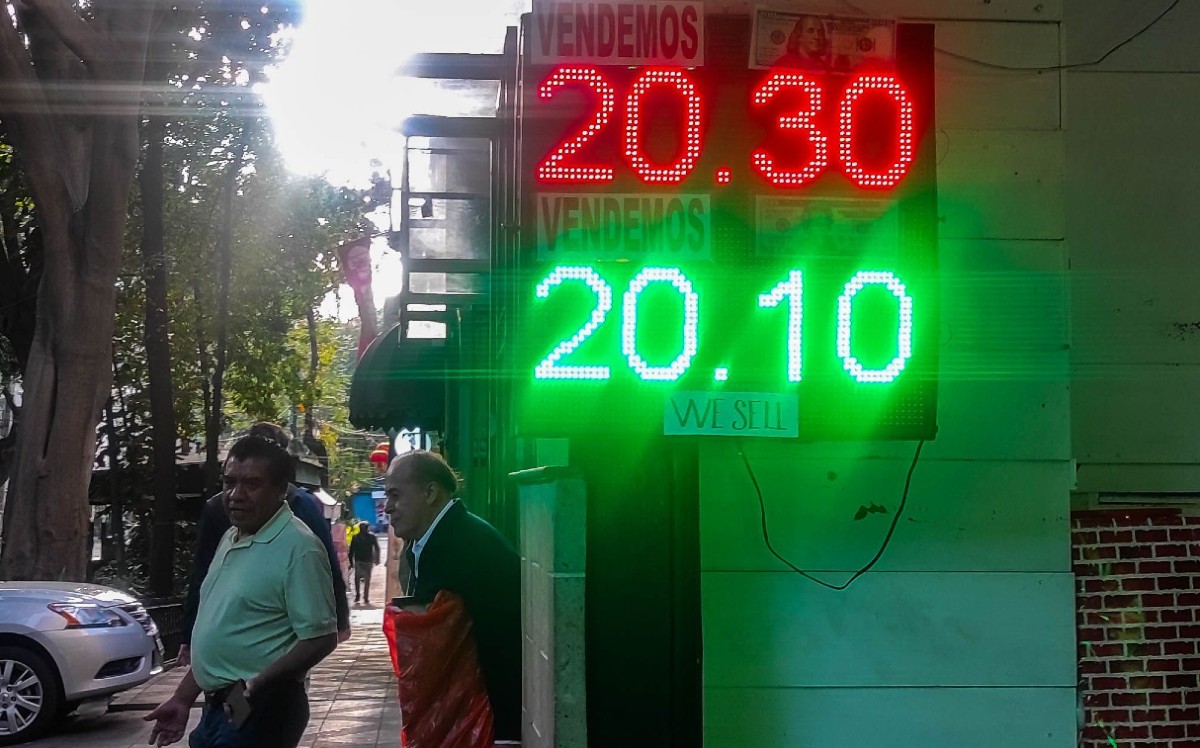 VENDEMOS
20.30
VENDEMOS
20.10
WE SELL